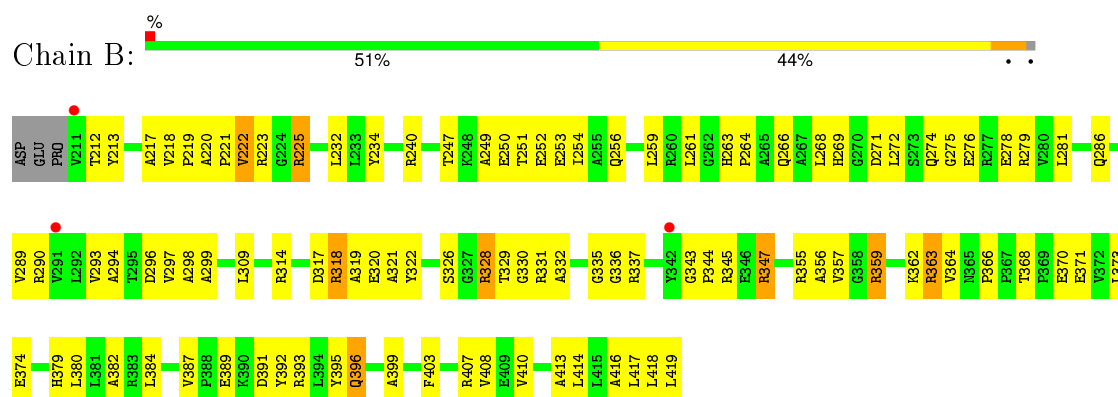 %
Chain B:
51% 44% • •
ASP GLU PRO V211 T212 Y213 A217 V218 P219 A220 P221 V222 R223 G224 R225 L232 L233 Y234 R240 T247 K248 A249 E250 T251 E252 E253 I254 A255 Q256 L259 R260 L261 G262 H263 P264 A265 Q266 A267 L268 H269 G270 D271 L272 S273 Q274 G275 E276 R277 E278 R279 V280 L281 Q286
V289 R290 V291 L292 V293 A294 T295 D296 V297 A298 A299 L309 R314 D317 R318 A319 E320 A321 Y322 S326 G327 R328 T329 G330 R331 A332 G335 G336 R337 Y342 G343 P344 R345 E346 R347 R355 A356 V357 G358 R359 K362 R363 V364 N365 P366 P367 T368 P369 E370 E371 V372 L373
E374 H379 L380 L381 A382 R383 L384 V387 P388 E389 K390 D391 Y392 R393 L394 Y395 Q396 A399 F403 R407 V408 E409 V410 A413 L414 L415 A416 L417 L418 L419